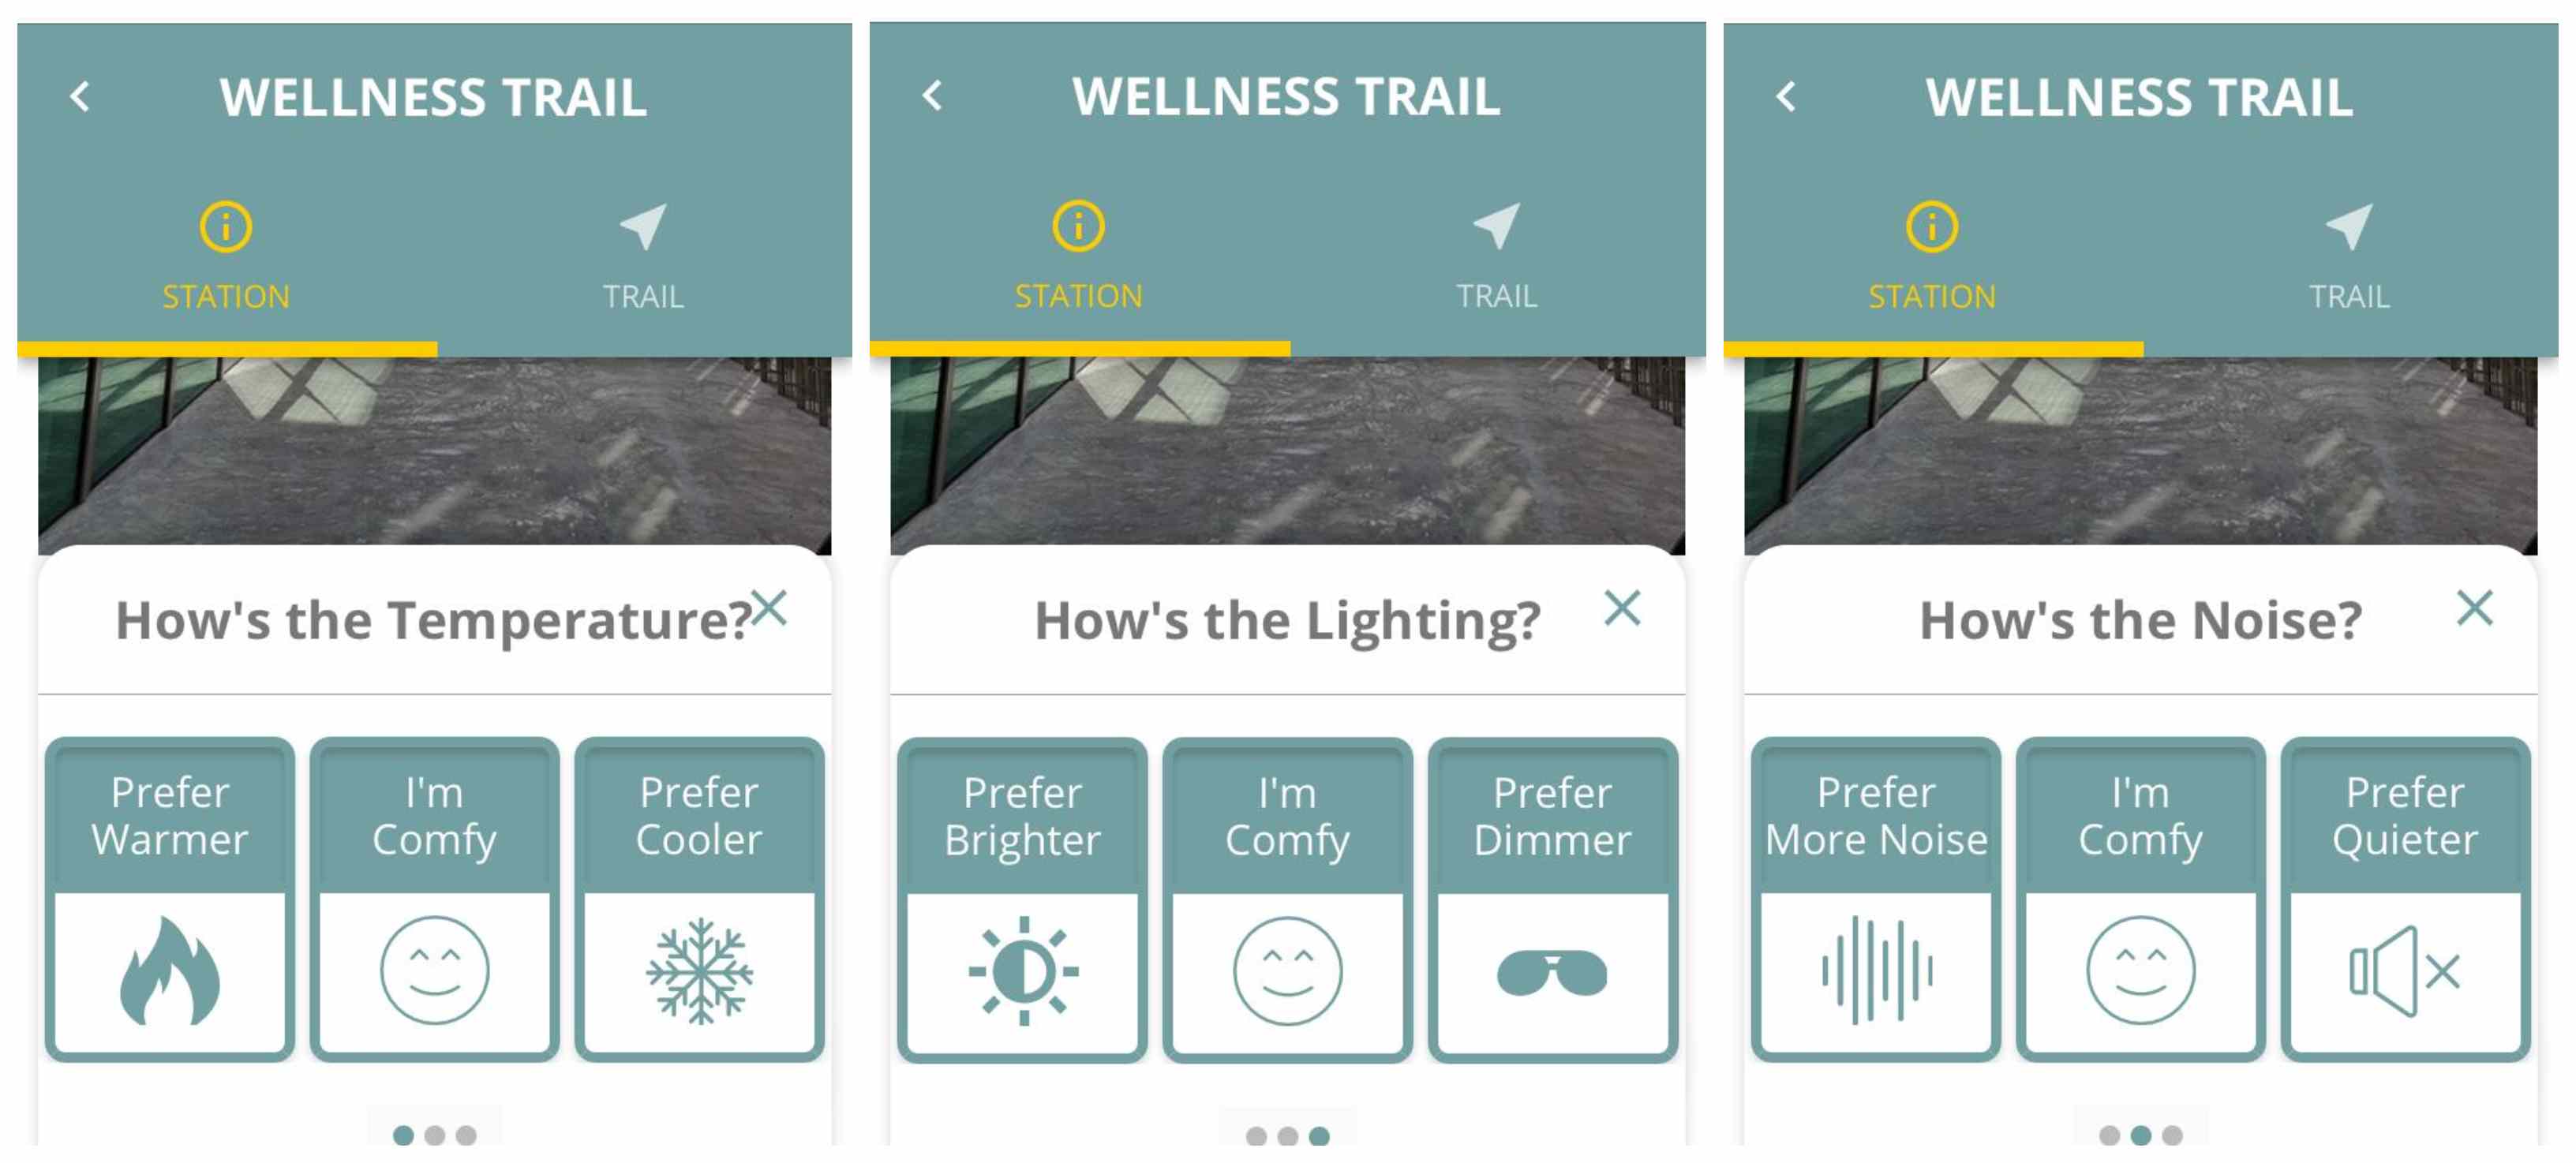 WELLNESS TRAIL
STATION
TRAIL
How's the Temperature?
Prefer
Warmer
I'm
Comfy
Prefer
Cooler
WELLNESS TRAIL
STATION
TRAIL
How's the Lighting?
Prefer
Brighter
I'm
Comfy
Prefer
Dimmer
WELLNESS TRAIL
STATION
TRAIL
How's the Noise?
Prefer
More Noise
I'm
Comfy
Prefer
Quieter